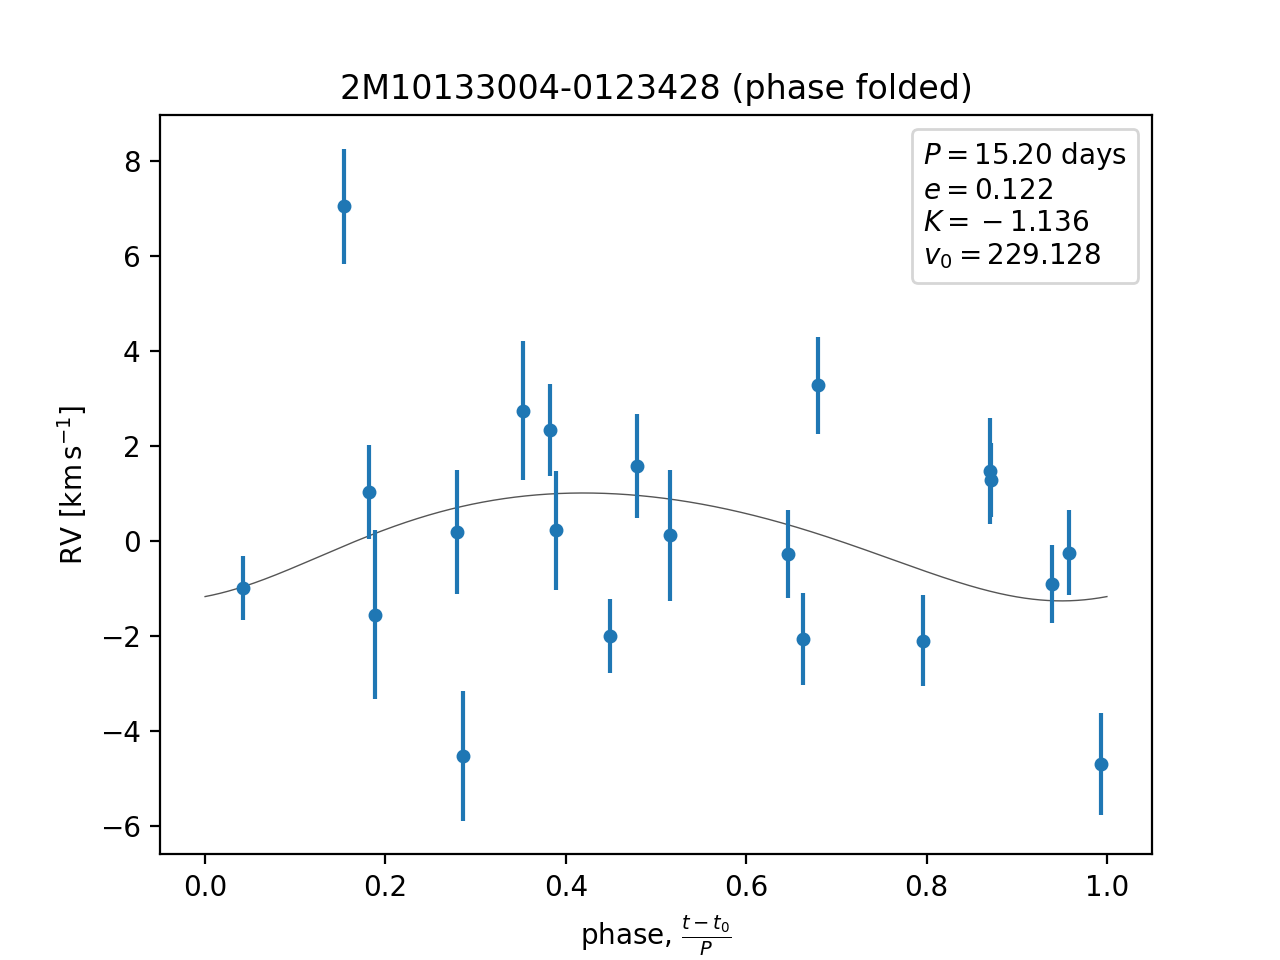 2M10133004-0123428 (phase folded)
P = 15.20 days
e = 0.122
K = −1.136
v₀ = 229.128
RV [km s⁻¹]
8
6
4
2
0
−2
−4
−6
0.0 0.2 0.4 0.6 0.8 1.0
phase, (t − t₀)/P